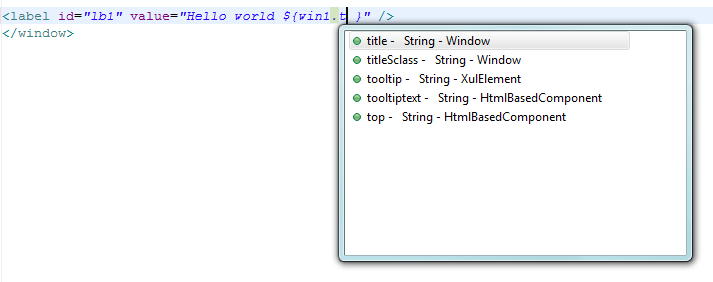 <label id="lb1" value="Hello world ${win1.t }" />
</window>
title - String - Window
titleSclass - String - Window
tooltip - String - XulElement
tooltiptext - String - HtmlBasedComponent
top - String - HtmlBasedComponent